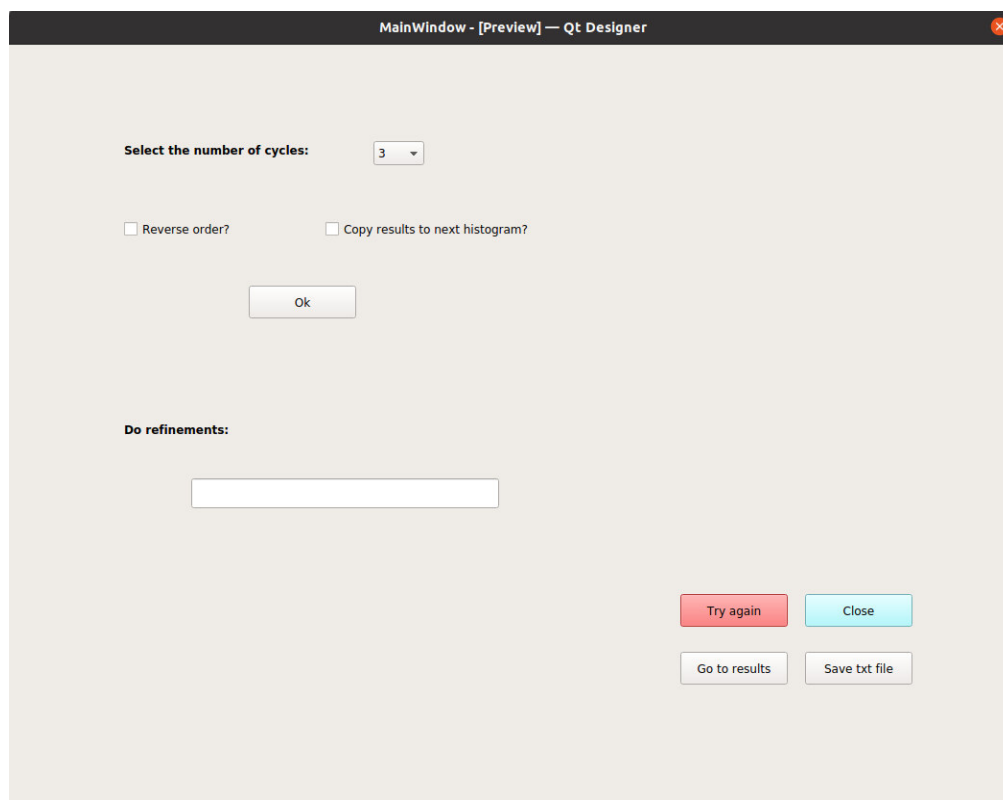 MainWindow - [Preview] — Qt Designer
Select the number of cycles: 3
Reverse order? Copy results to next histogram?
Ok
Do refinements:
Try again Close
Go to results Save txt file